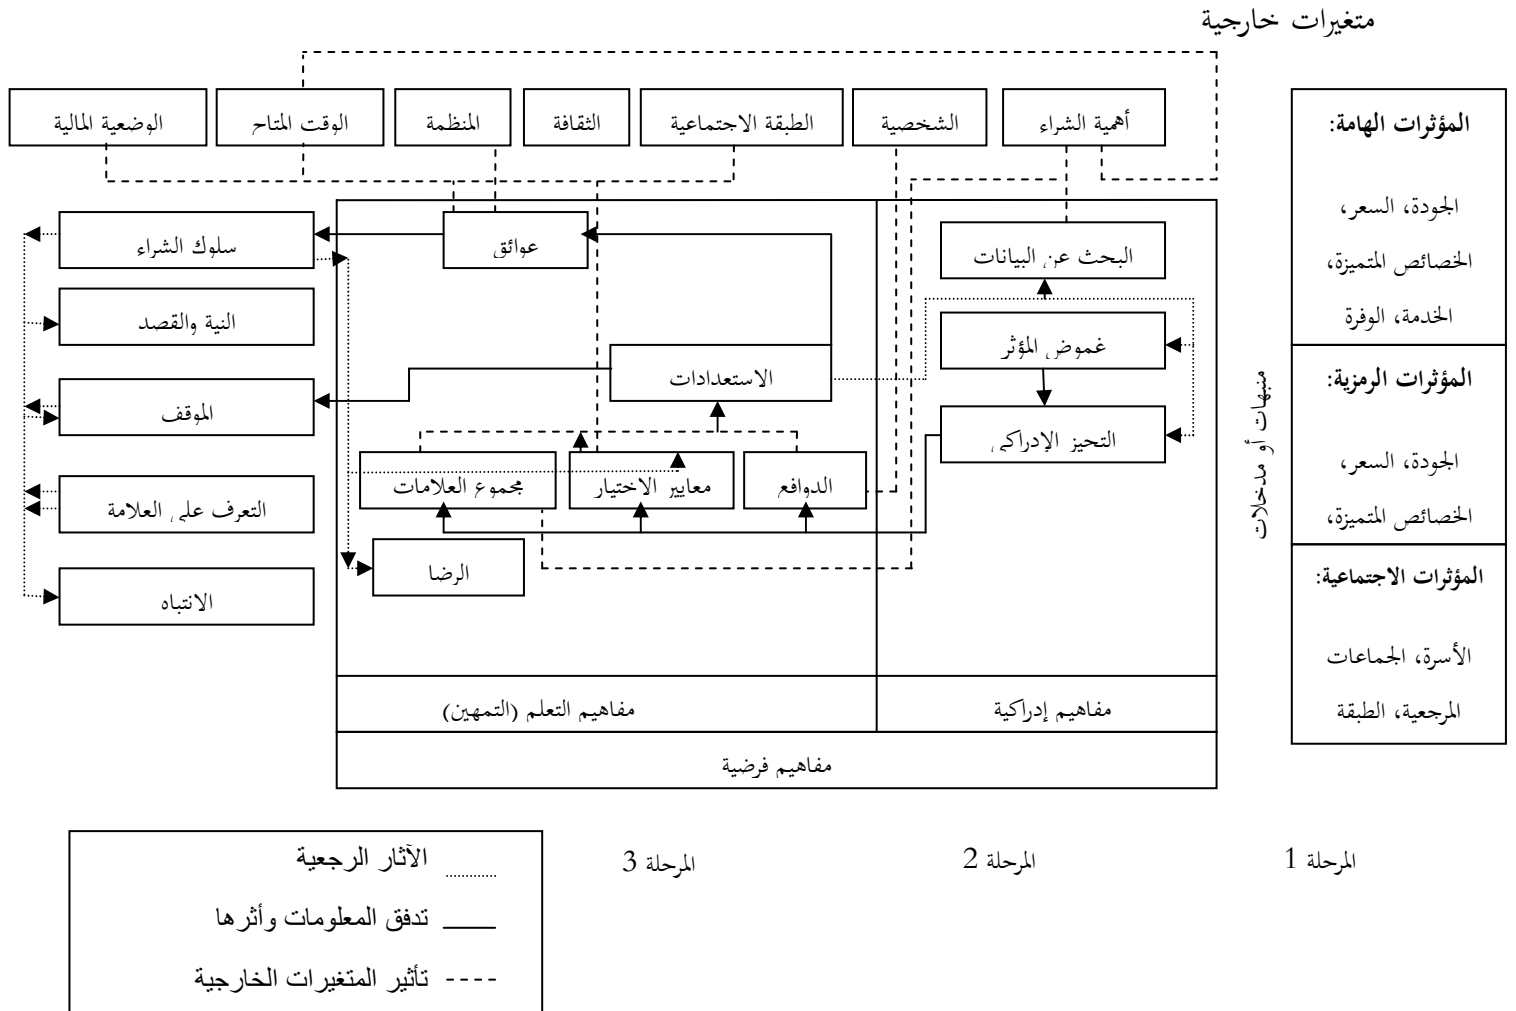 متغيرات خارجية
أهمية الشراء
الشخصية
الطبقة الاجتماعية
الثقافة
المنظمة
الوقت المتاح
الوضعية المالية
المؤثرات الهامة:
الجودة، السعر،
الخصائص المتميزة،
الخدمة، الوفرة
المؤثرات الرمزية:
الجودة، السعر،
الخصائص المتميزة،
المؤثرات الاجتماعية:
الأسرة، الجماعات
المرجعية، الطبقة
منبهات أو مدخلات
البحث عن البيانات
غموض المؤثر
التحيز الإدراكي
عوائق
الاستعدادات
الدوافع
معايير الاختيار
مجموع العلامات
الرضا
سلوك الشراء
النية والقصد
الموقف
التعرف على العلامة
الانتباه
مفاهيم إدراكية
مفاهيم التعلم (التمهين)
مفاهيم فرضية
المرحلة 1
المرحلة 2
المرحلة 3
الآثار الرجعية
تدفق المعلومات وأثرها
تأثير المتغيرات الخارجية